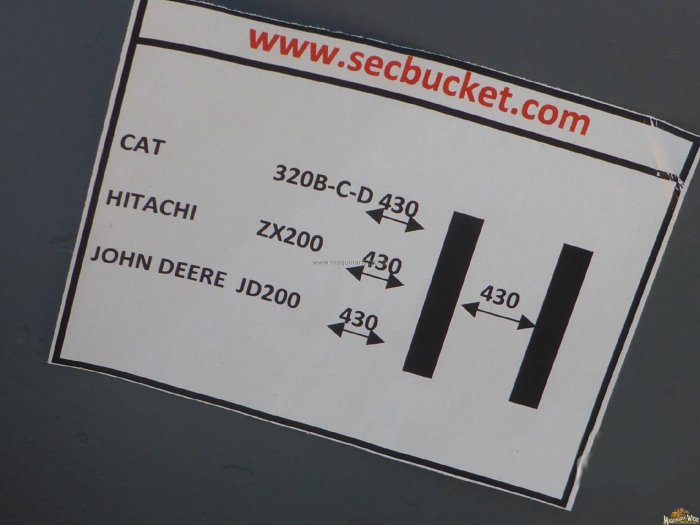 www.secbucket.com
CAT 320B-C-D 430
HITACHI ZX200 430
JOHN DEERE JD200 430
430